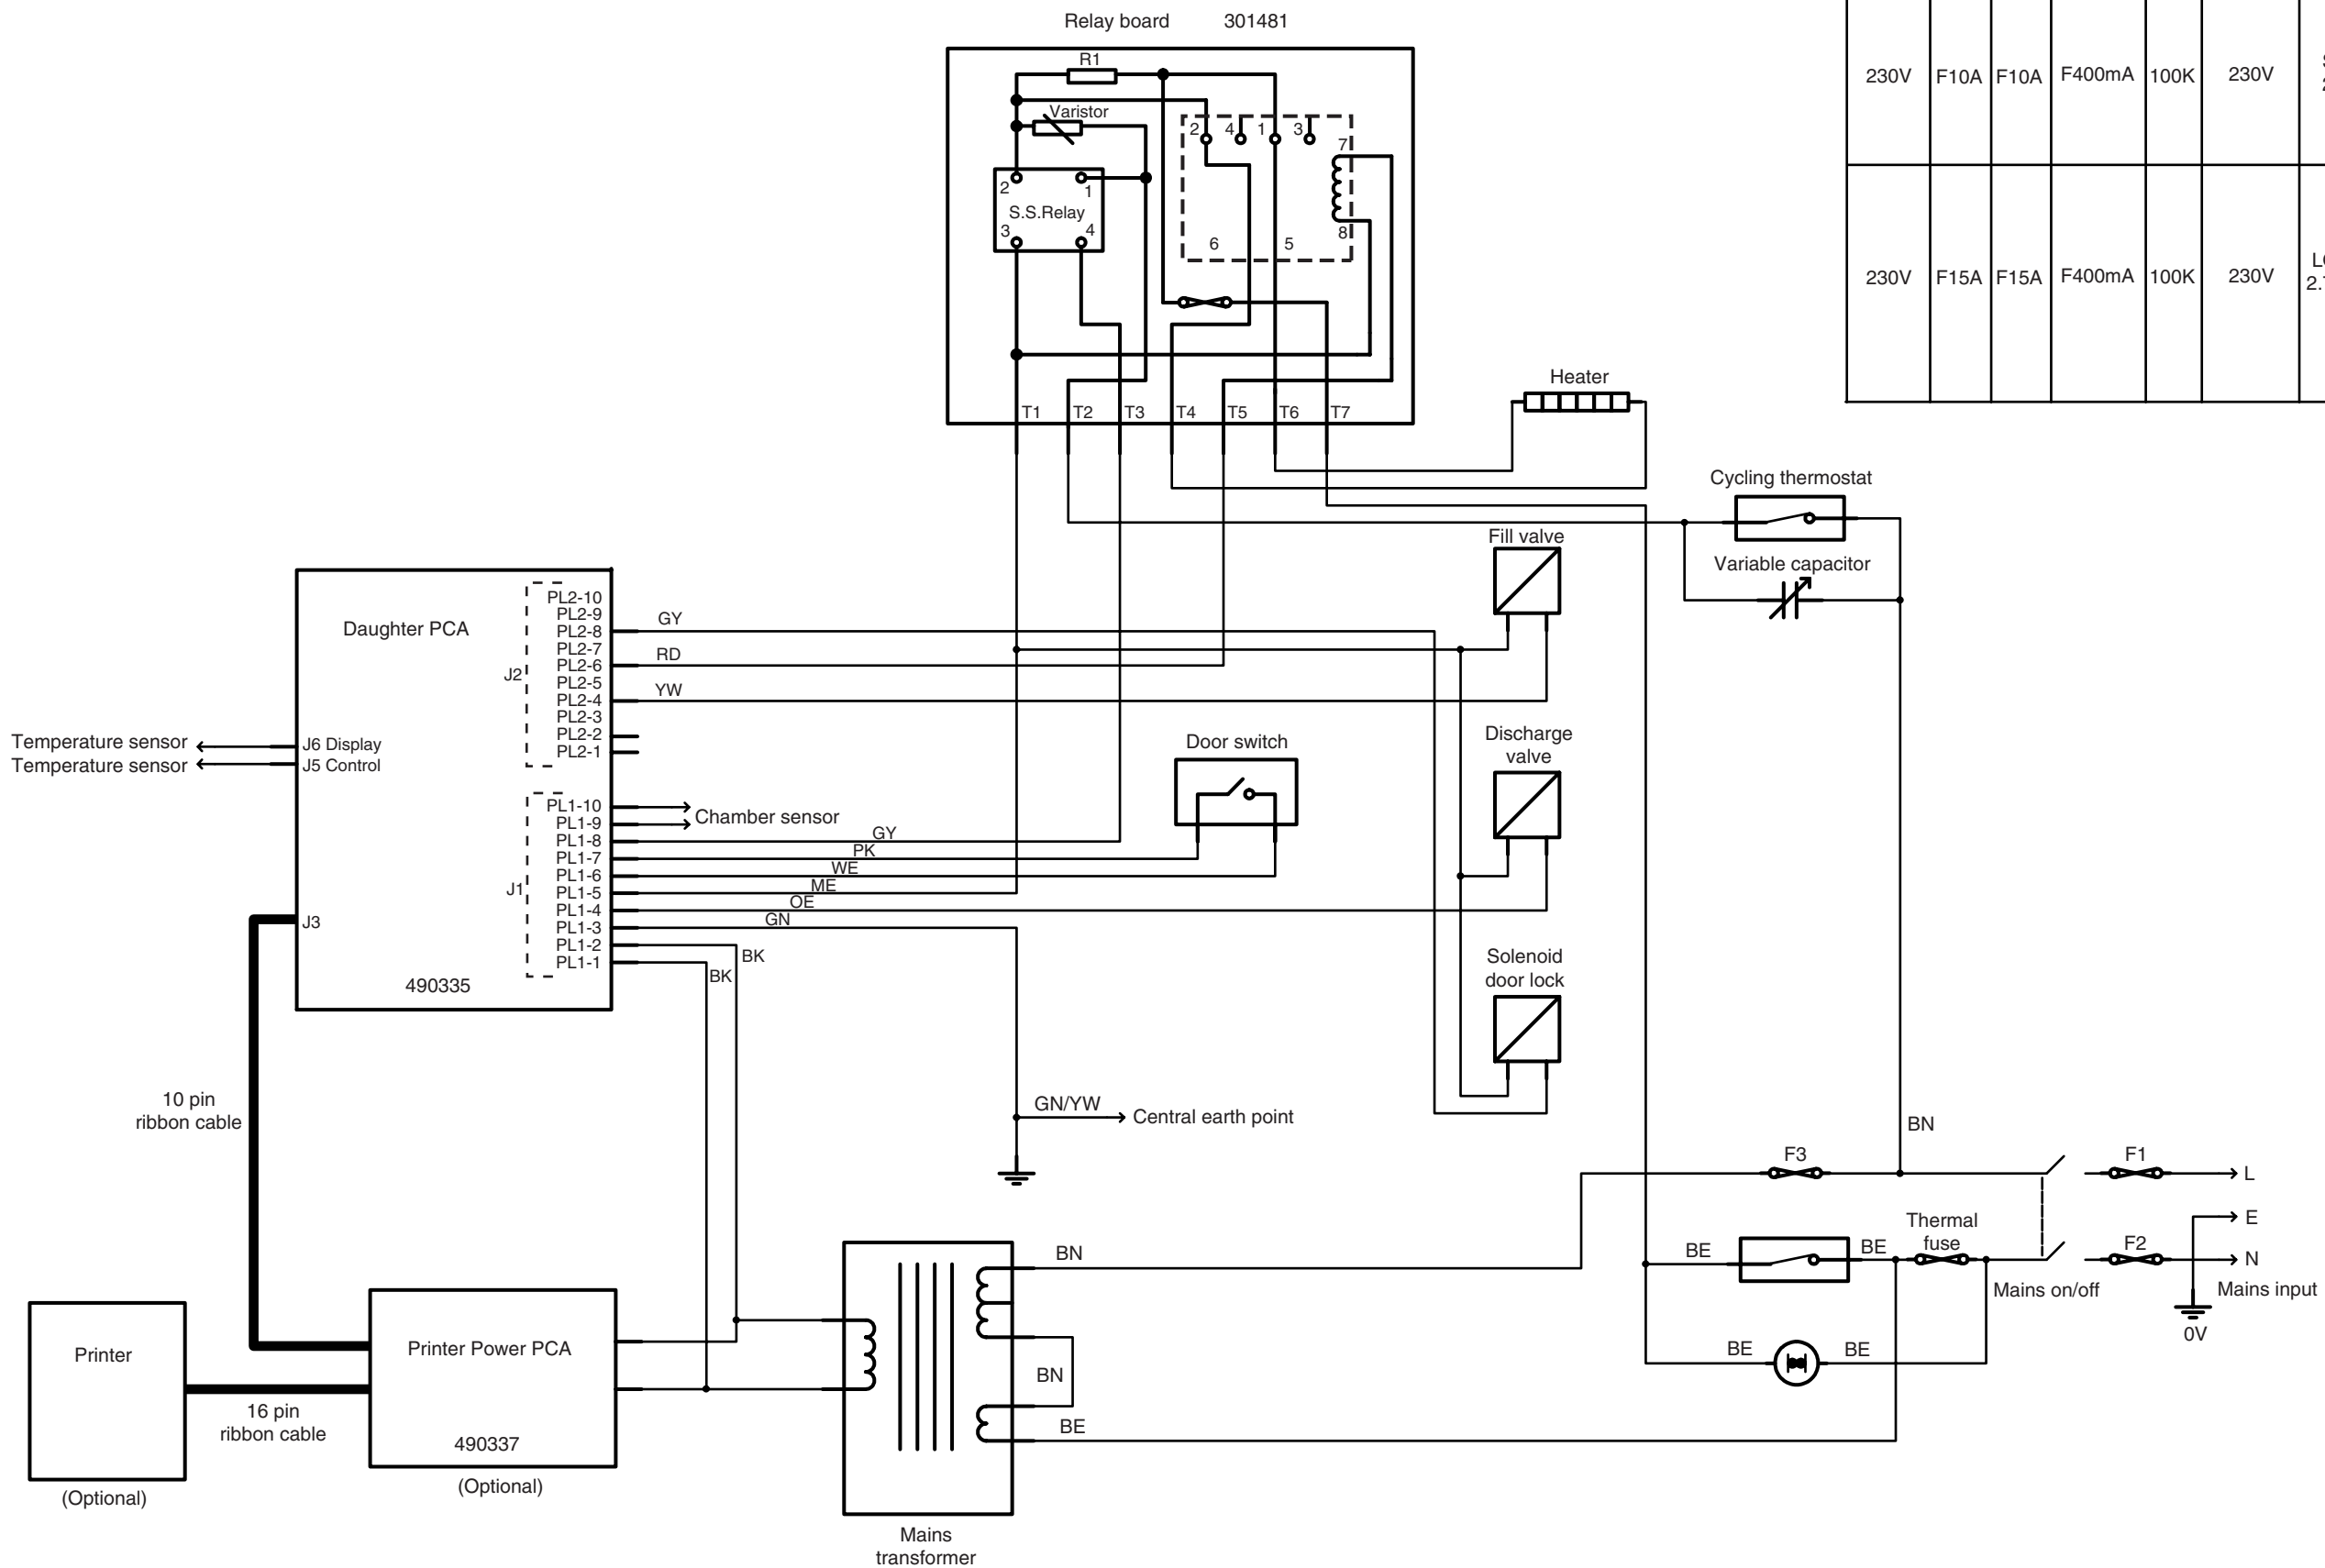 Relay board 301481
R1
Varistor
2 4 1 3
7
2 1
S.S.Relay
3 4
8
6 5
T1 T2 T3 T4 T5 T6 T7
230V F10A F10A F400mA 100K 230V
230V F15A F15A F400mA 100K 230V
Heater
Cycling thermostat
Variable capacitor
Fill valve
Daughter PCA
J2
PL2-10
PL2-9
PL2-8
PL2-7
PL2-6
PL2-5
PL2-4
PL2-3
PL2-2
PL2-1
GY
RD
YW
Temperature sensor
Temperature sensor
J6 Display
J5 Control
J3
J1
PL1-10
PL1-9
PL1-8
PL1-7
PL1-6
PL1-5
PL1-4
PL1-3
PL1-2
PL1-1
Chamber sensor
GY
PK
WE
ME
OE
GN
BK
BK
490335
Door switch
Discharge
valve
Solenoid
door lock
10 pin
ribbon cable
GN/YW
Central earth point
BN
F3
F1
L
E
Thermal
fuse
F2
N
BE
BE
Mains on/off
Mains input
0V
BE
BE
BN
BN
BE
Printer
(Optional)
16 pin
ribbon cable
Printer Power PCA
490337
(Optional)
Mains
transformer